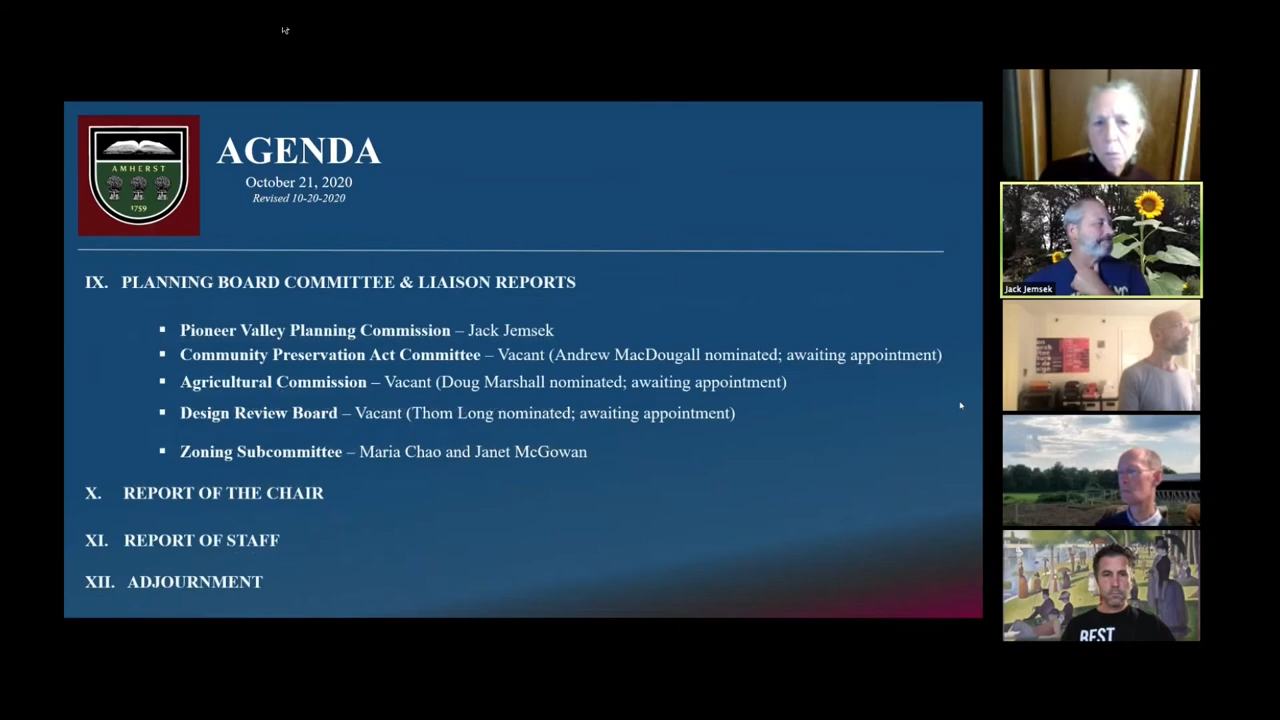 AMHERST
1759
AGENDA
October 21, 2020
Revised 10-20-2020
IX. PLANNING BOARD COMMITTEE & LIAISON REPORTS
▪ Pioneer Valley Planning Commission – Jack Jemsek
▪ Community Preservation Act Committee – Vacant (Andrew MacDougall nominated; awaiting appointment)
▪ Agricultural Commission – Vacant (Doug Marshall nominated; awaiting appointment)
▪ Design Review Board – Vacant (Thom Long nominated; awaiting appointment)
▪ Zoning Subcommittee – Maria Chao and Janet McGowan
X. REPORT OF THE CHAIR
XI. REPORT OF STAFF
XII. ADJOURNMENT
Jack Jemsek
BEST